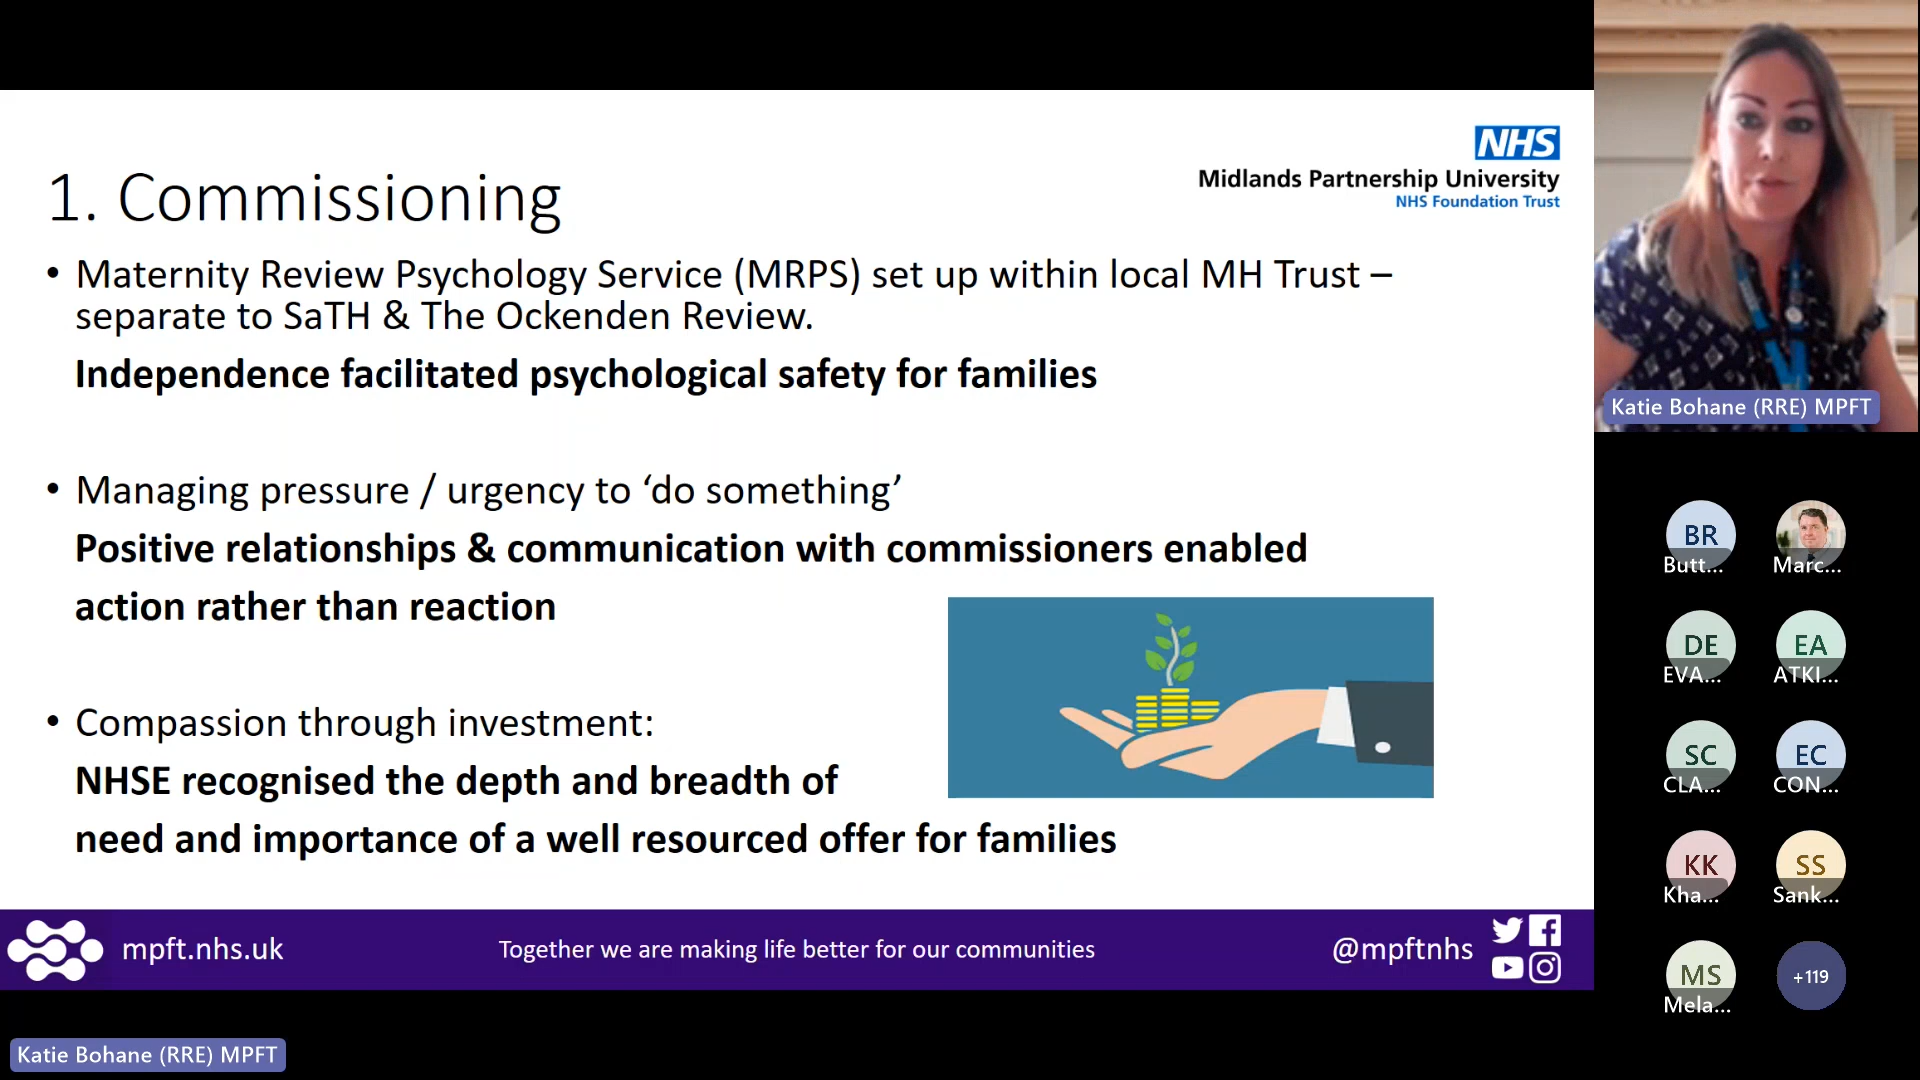 NHS
Midlands Partnership University
NHS Foundation Trust
1. Commissioning
• Maternity Review Psychology Service (MRPS) set up within local MH Trust –
separate to SaTH & The Ockenden Review.
Independence facilitated psychological safety for families
• Managing pressure / urgency to ‘do something’
Positive relationships & communication with commissioners enabled
action rather than reaction
• Compassion through investment:
NHSE recognised the depth and breadth of
need and importance of a well resourced offer for families
mpft.nhs.uk
Together we are making life better for our communities
@mpftnhs
Katie Bohane (RRE) MPFT
Katie Bohane (RRE) MPFT
BR
Butt...
Marc...
DE
EVA...
EA
ATKI...
SC
CLA...
EC
CON...
KK
Kha...
SS
Sank...
MS
Mela...
+119